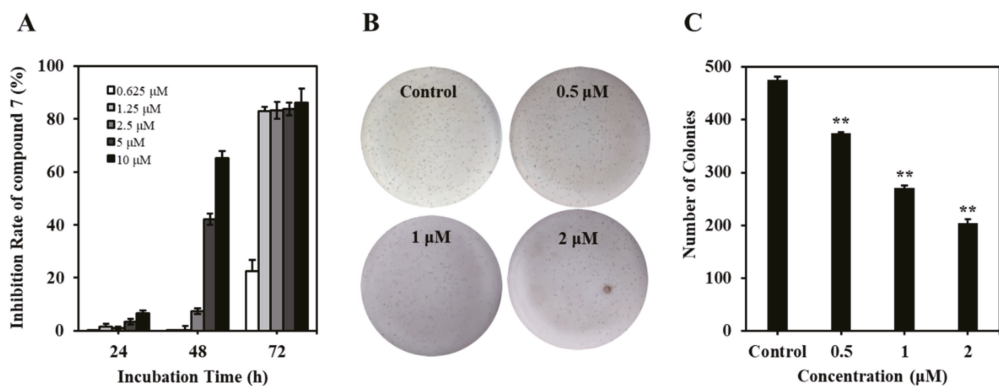 A
Inhibition Rate of compound 7 (%)
100
80
60
40
20
0
0.625 µM
1.25 µM
2.5 µM
5 µM
10 µM
24 48 72
Incubation Time (h)
B
Control 0.5 µM
1 µM 2 µM
C
Number of Colonies
500
400
300
200
100
0
**
**
**
Control 0.5 1 2
Concentration (µM)